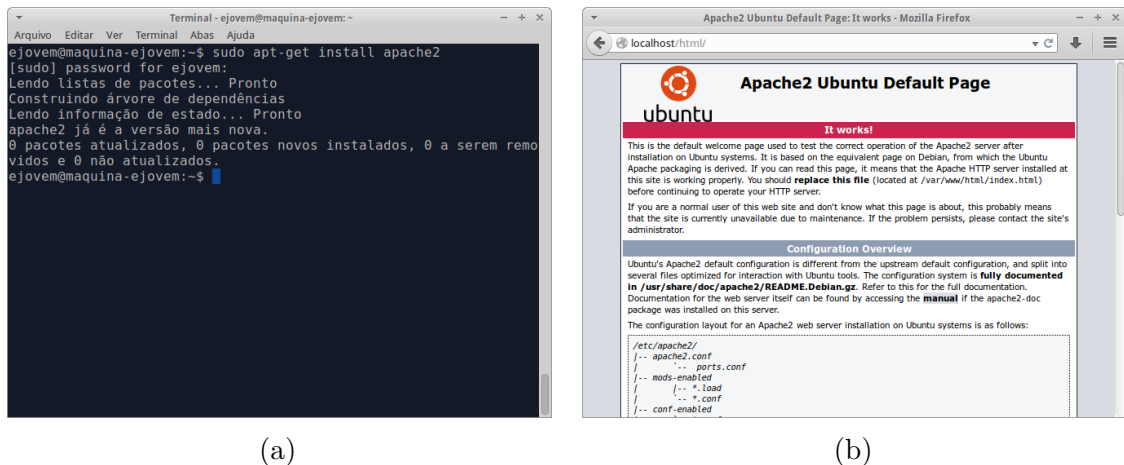 Terminal - ejovem@maquina-ejovem: ~
Arquivo Editar Ver Terminal Abas Ajuda
ejovem@maquina-ejovem:~$ sudo apt-get install apache2
[sudo] password for ejovem:
Lendo listas de pacotes... Pronto
Construindo árvore de dependências
Lendo informação de estado... Pronto
apache2 já é a versão mais nova.
0 pacotes atualizados, 0 pacotes novos instalados, 0 a serem remo
vidos e 0 não atualizados.
ejovem@maquina-ejovem:~$
(a)
Apache2 Ubuntu Default Page: It works - Mozilla Firefox
localhost/html/
ubuntu
Apache2 Ubuntu Default Page
It works!
This is the default welcome page used to test the correct operation of the Apache2 server after
installation on Ubuntu systems. It is based on the equivalent page on Debian, from which the Ubuntu
Apache packaging is derived. If you can read this page, it means that the Apache HTTP server installed at
this site is working properly. You should replace this file (located at /var/www/html/index.html)
before continuing to operate your HTTP server.
If you are a normal user of this web site and don't know what this page is about, this probably means
that the site is currently unavailable due to maintenance. If the problem persists, please contact the site's
administrator.
Configuration Overview
Ubuntu's Apache2 default configuration is different from the upstream default configuration, and split into
several files optimized for interaction with Ubuntu tools. The configuration system is fully documented
in /usr/share/doc/apache2/README.Debian.gz. Refer to this for the full documentation.
Documentation for the web server itself can be found by accessing the manual if the apache2-doc
package was installed on this server.
The configuration layout for an Apache2 web server installation on Ubuntu systems is as follows:
/etc/apache2/
|-- apache2.conf
|       `--  ports.conf
|-- mods-enabled
|       |-- *.load
|       `-- *.conf
|-- conf-enabled
(b)